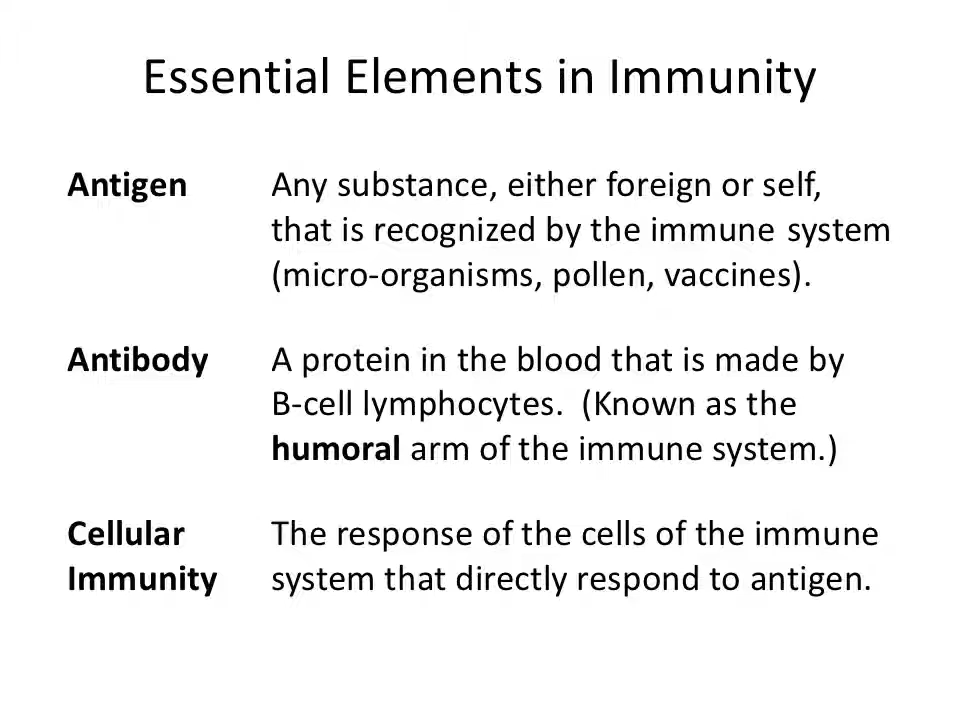 Essential Elements in Immunity
Antigen Any substance, either foreign or self,
that is recognized by the immune system
(micro-organisms, pollen, vaccines).
Antibody A protein in the blood that is made by
B-cell lymphocytes. (Known as the
humoral arm of the immune system.)
Cellular The response of the cells of the immune
Immunity system that directly respond to antigen.